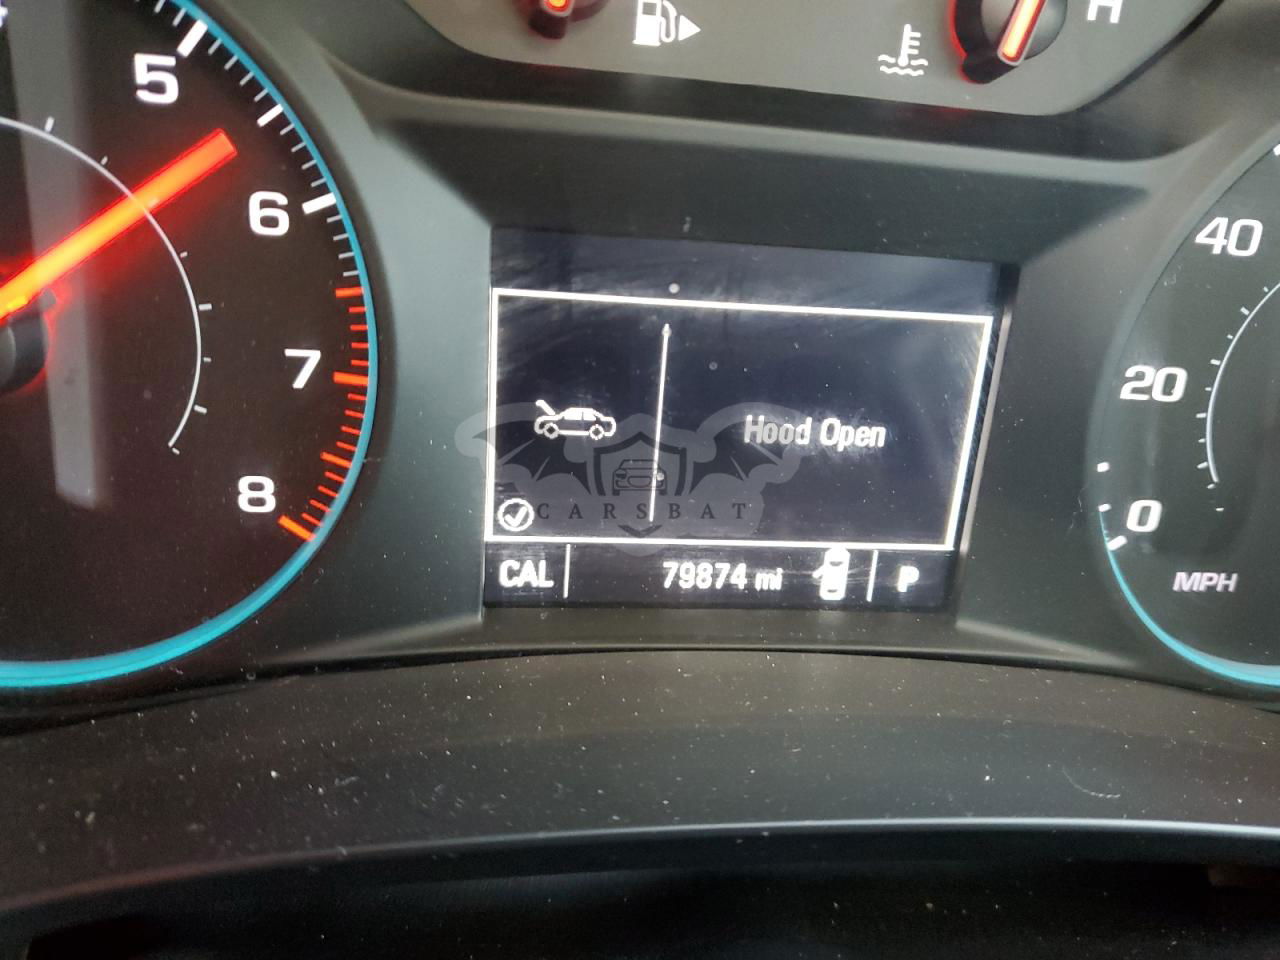 5
6
7
8
H
Hood Open
CARSBAT
CAL
79874 mi
P
40
20
0
MPH